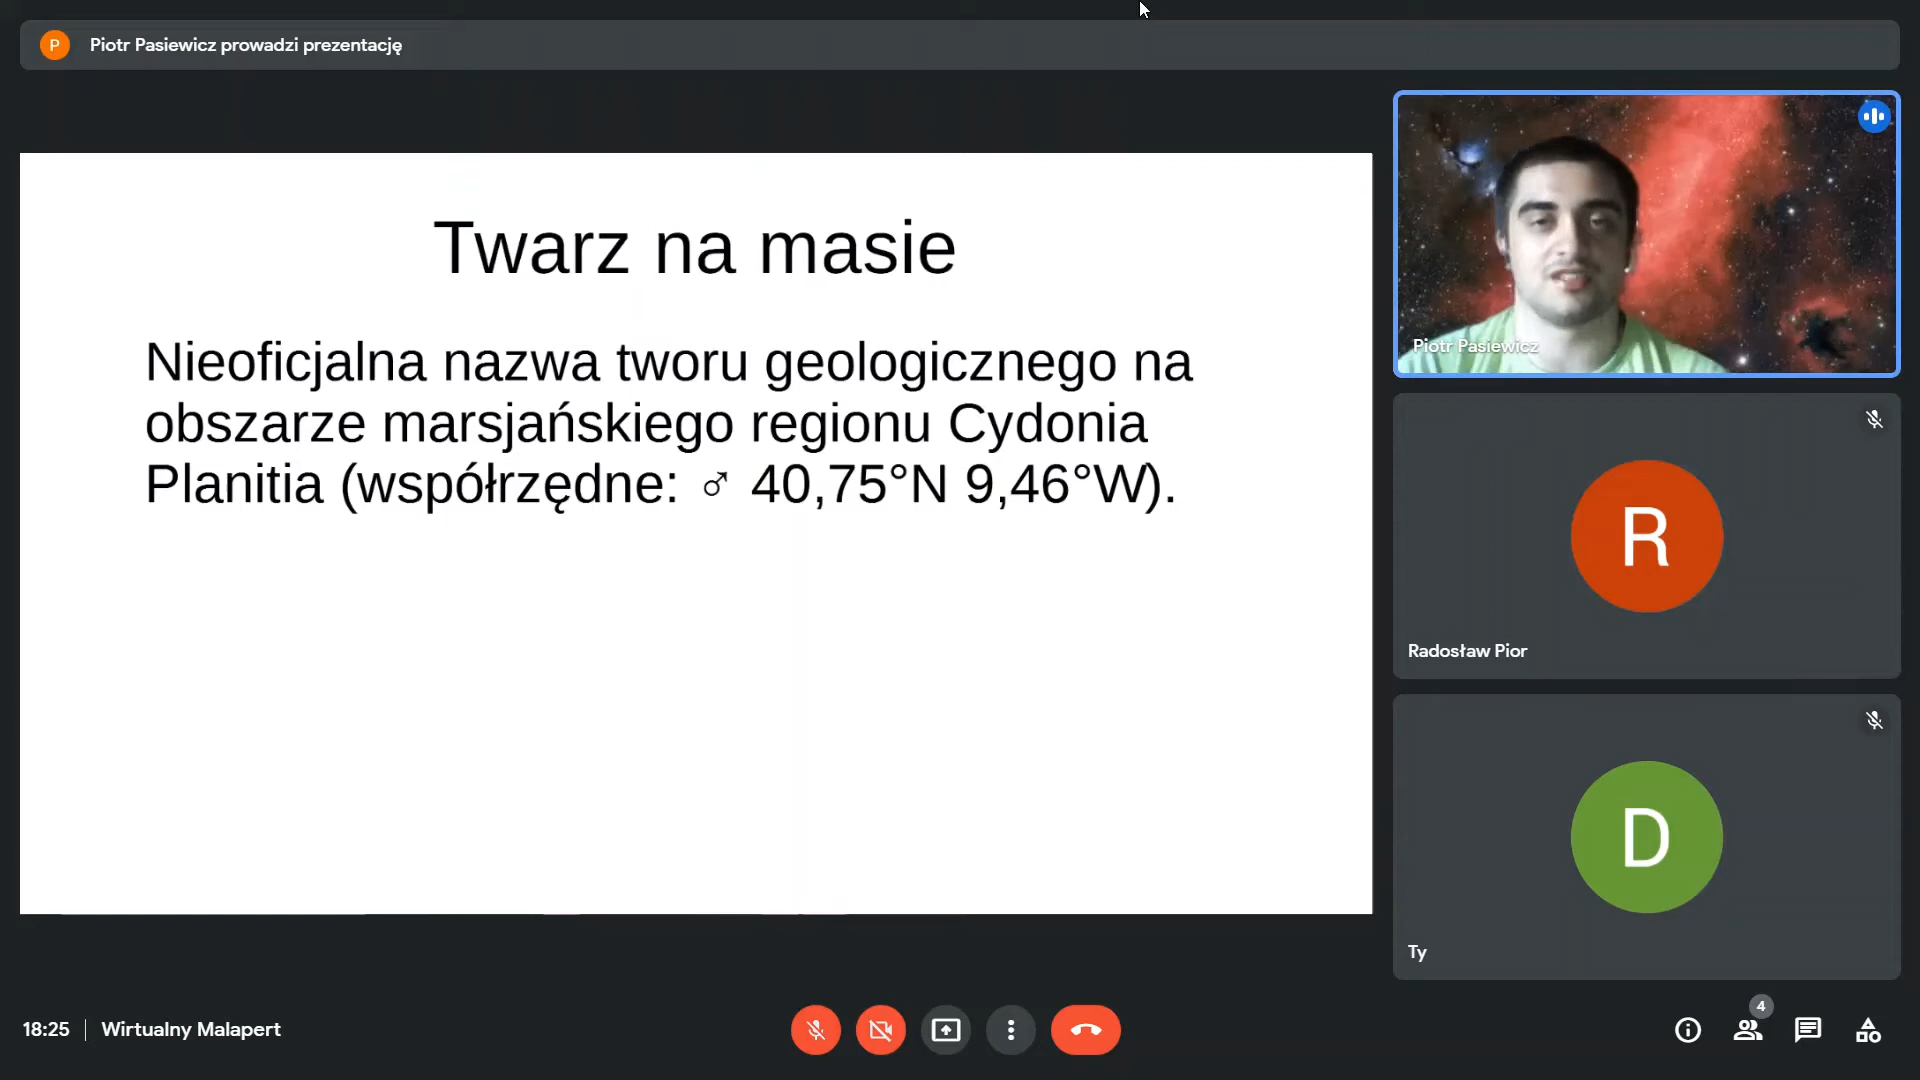 P Piotr Pasiewicz prowadzi prezentację
Twarz na masie
Nieoficjalna nazwa tworu geologicznego na
obszarze marsjańskiego regionu Cydonia
Planitia (współrzędne: ♂ 40,75°N 9,46°W).
Piotr Pasiewicz
R
Radosław Pior
D
Ty
18:25 | Wirtualny Malapert
4